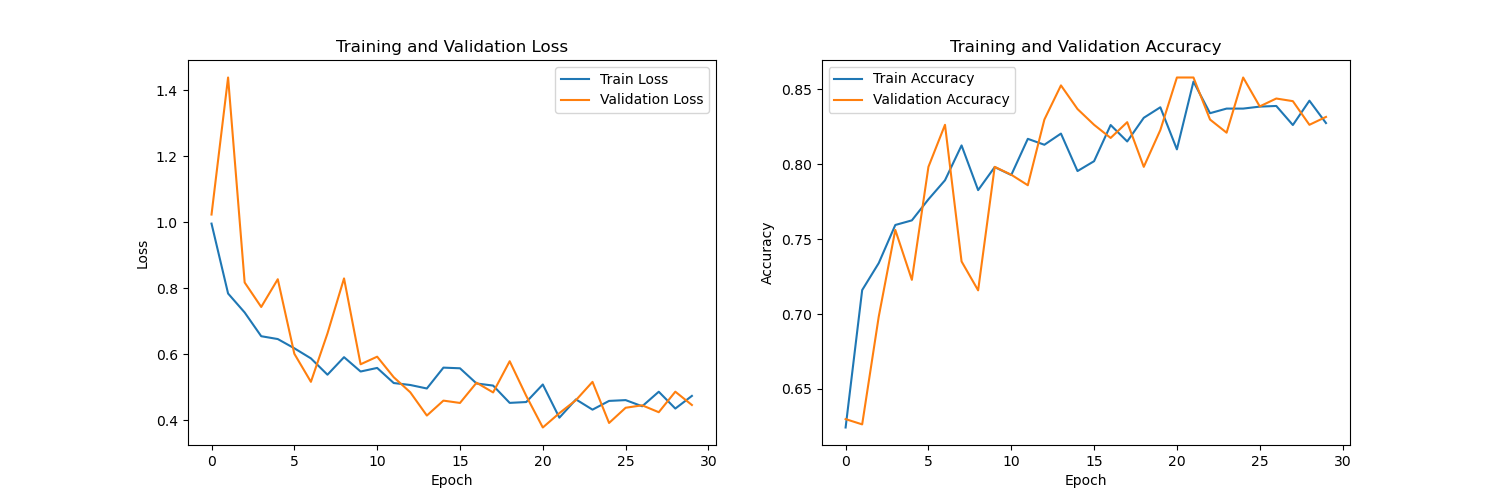 Training and Validation Loss
Train Loss
Validation Loss
1.4
1.2
1.0
0.8
0.6
0.4
Loss
0
5
10
15
20
25
30
Epoch
Training and Validation Accuracy
Train Accuracy
Validation Accuracy
0.85
0.80
0.75
0.70
0.65
Accuracy
0
5
10
15
20
25
30
Epoch